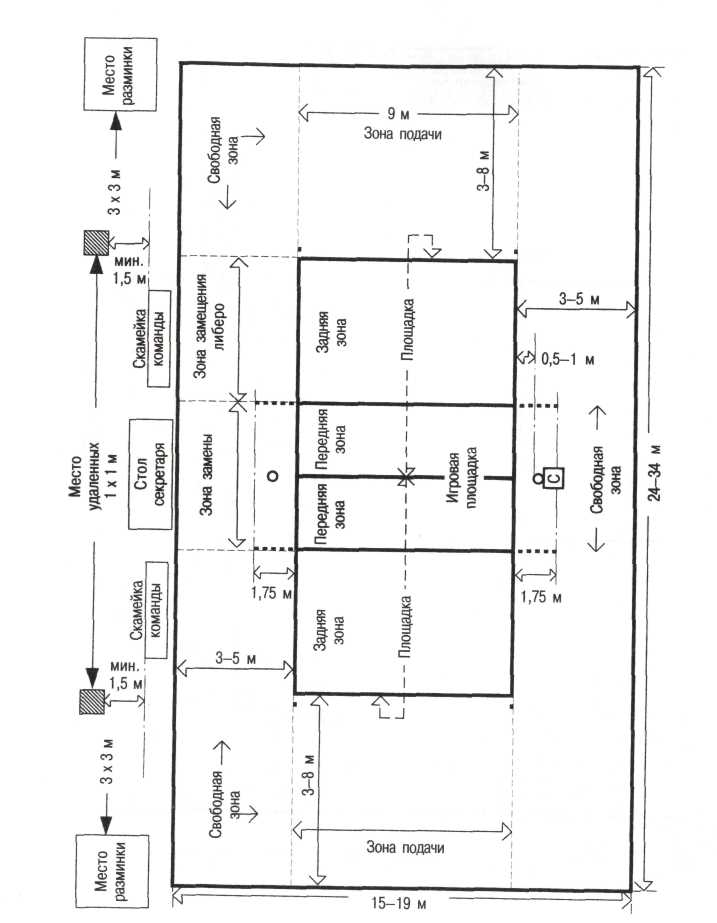 Место
разминки
9 м
Зона подачи
3–8 м
Свободная
зона
3 x 3 м
мин.
1,5 м
Скамейка
команды
Зона замещения
либеро
Задняя
зона
Площадка
3–5 м
0,5–1 м
Место
удаленных
1 x 1 м
Стол
секретаря
Зона замены
Передняя
зона
Передняя
зона
Игровая
площадка
С
Свободная
зона
24–34 м
1,75 м
1,75 м
Скамейка
команды
Задняя
зона
Площадка
мин.
1,5 м
3–5 м
3 x 3 м
Свободная
зона
3–8 м
Место
разминки
Зона подачи
15–19 м